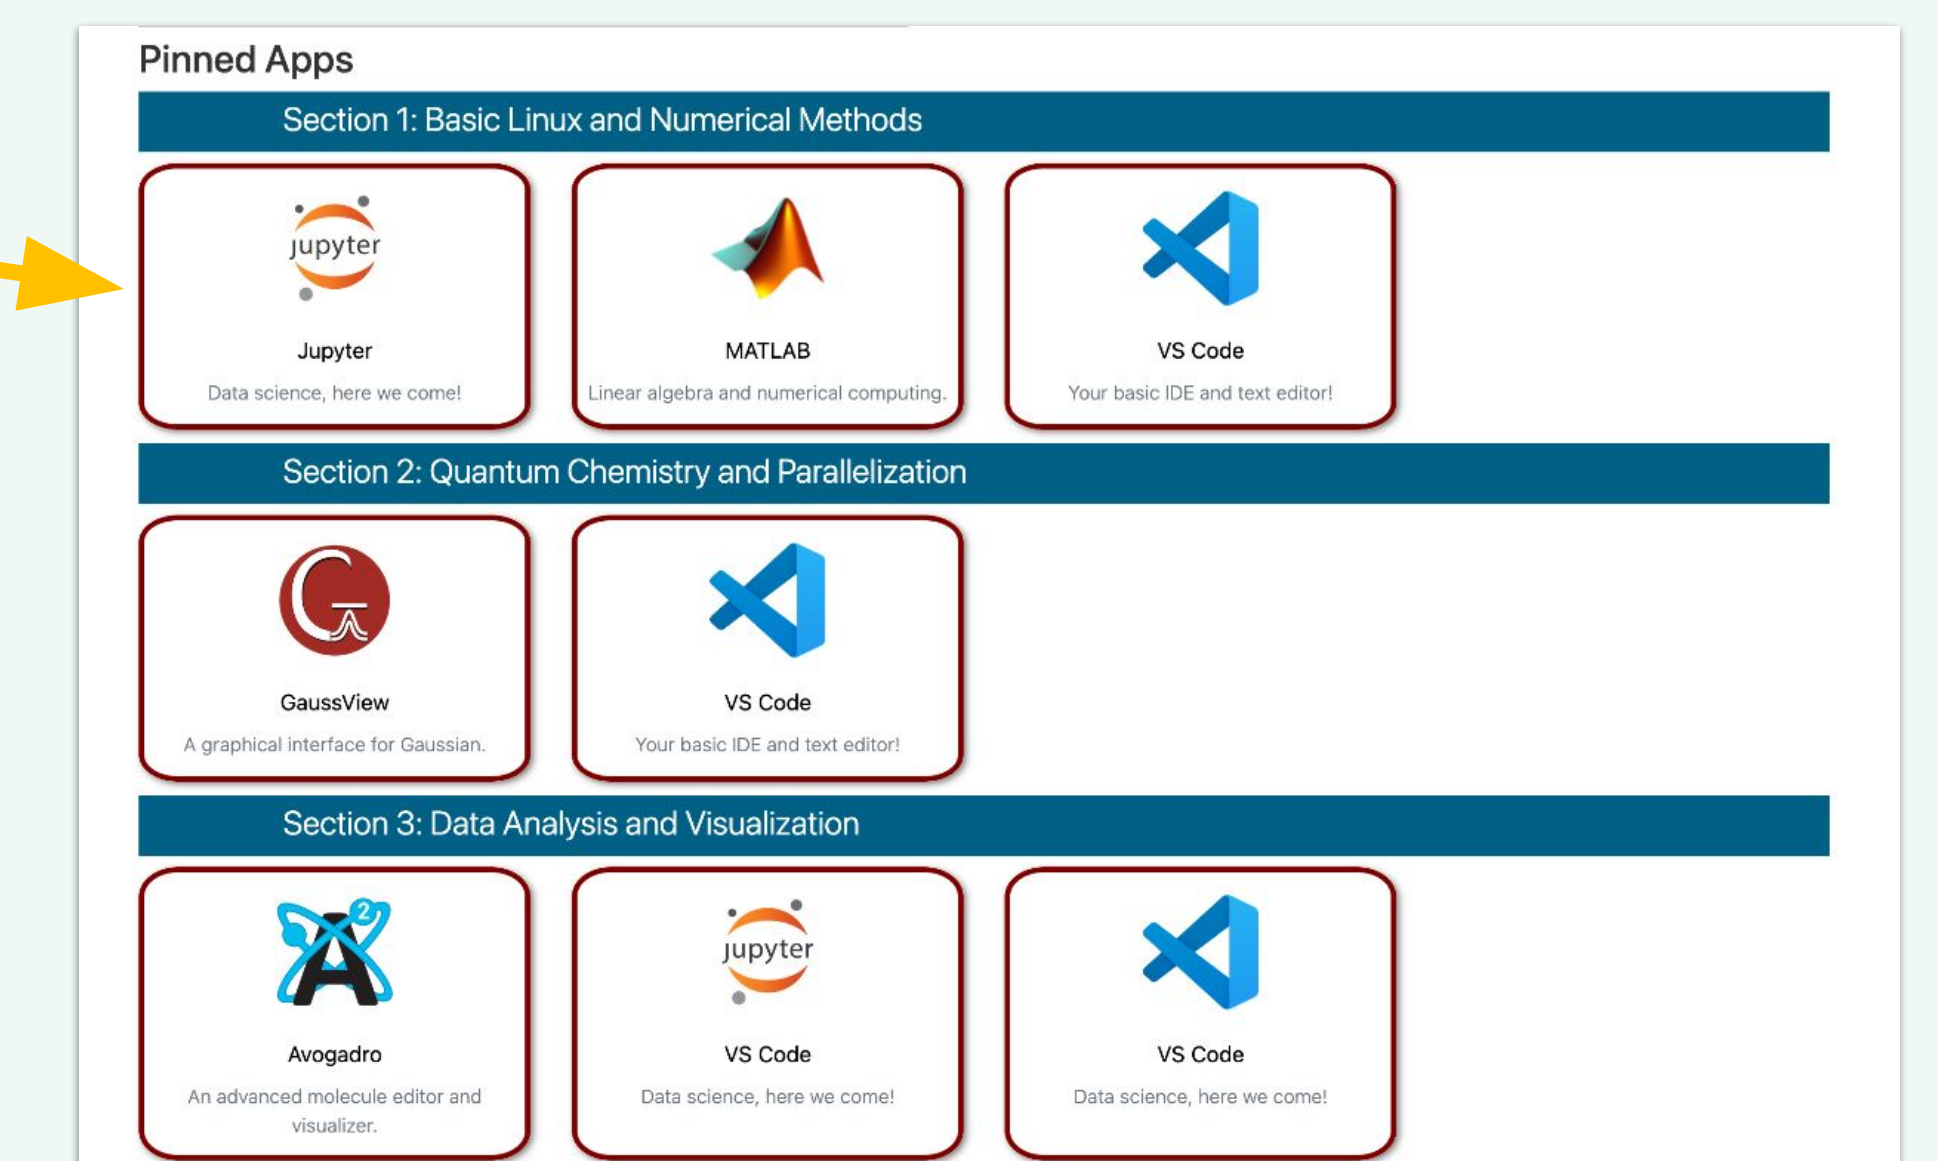 Pinned Apps
Section 1: Basic Linux and Numerical Methods
jupyter
Jupyter
Data science, here we come!
MATLAB
Linear algebra and numerical computing.
VS Code
Your basic IDE and text editor!
Section 2: Quantum Chemistry and Parallelization
G
GaussView
A graphical interface for Gaussian.
VS Code
Your basic IDE and text editor!
Section 3: Data Analysis and Visualization
A 2
Avogadro
An advanced molecule editor and
visualizer.
jupyter
VS Code
Data science, here we come!
VS Code
Data science, here we come!